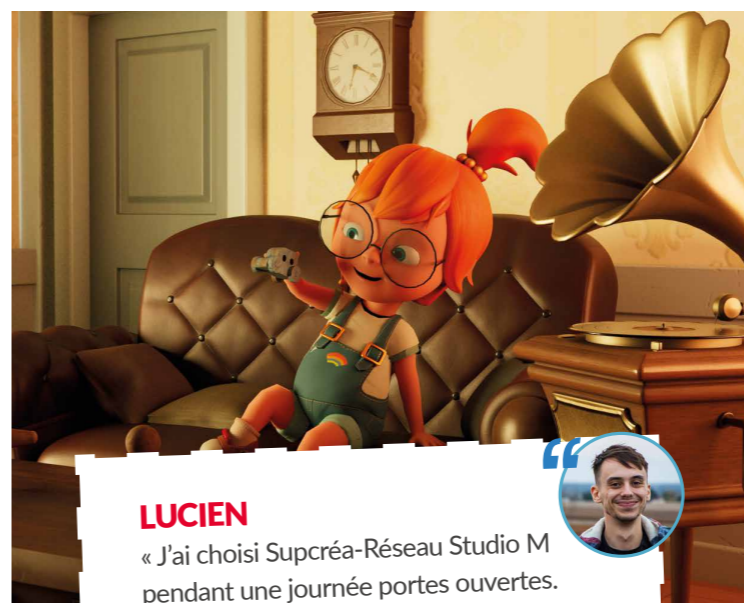 LUCIEN
« J’ai choisi Supcréa-Réseau Studio M
pendant une journée portes ouvertes.